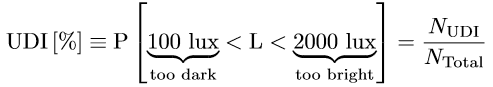 UDI [%] ≡ P [ 100 lux < L < 2000 lux ] = N_UDI / N_Total
too dark too bright